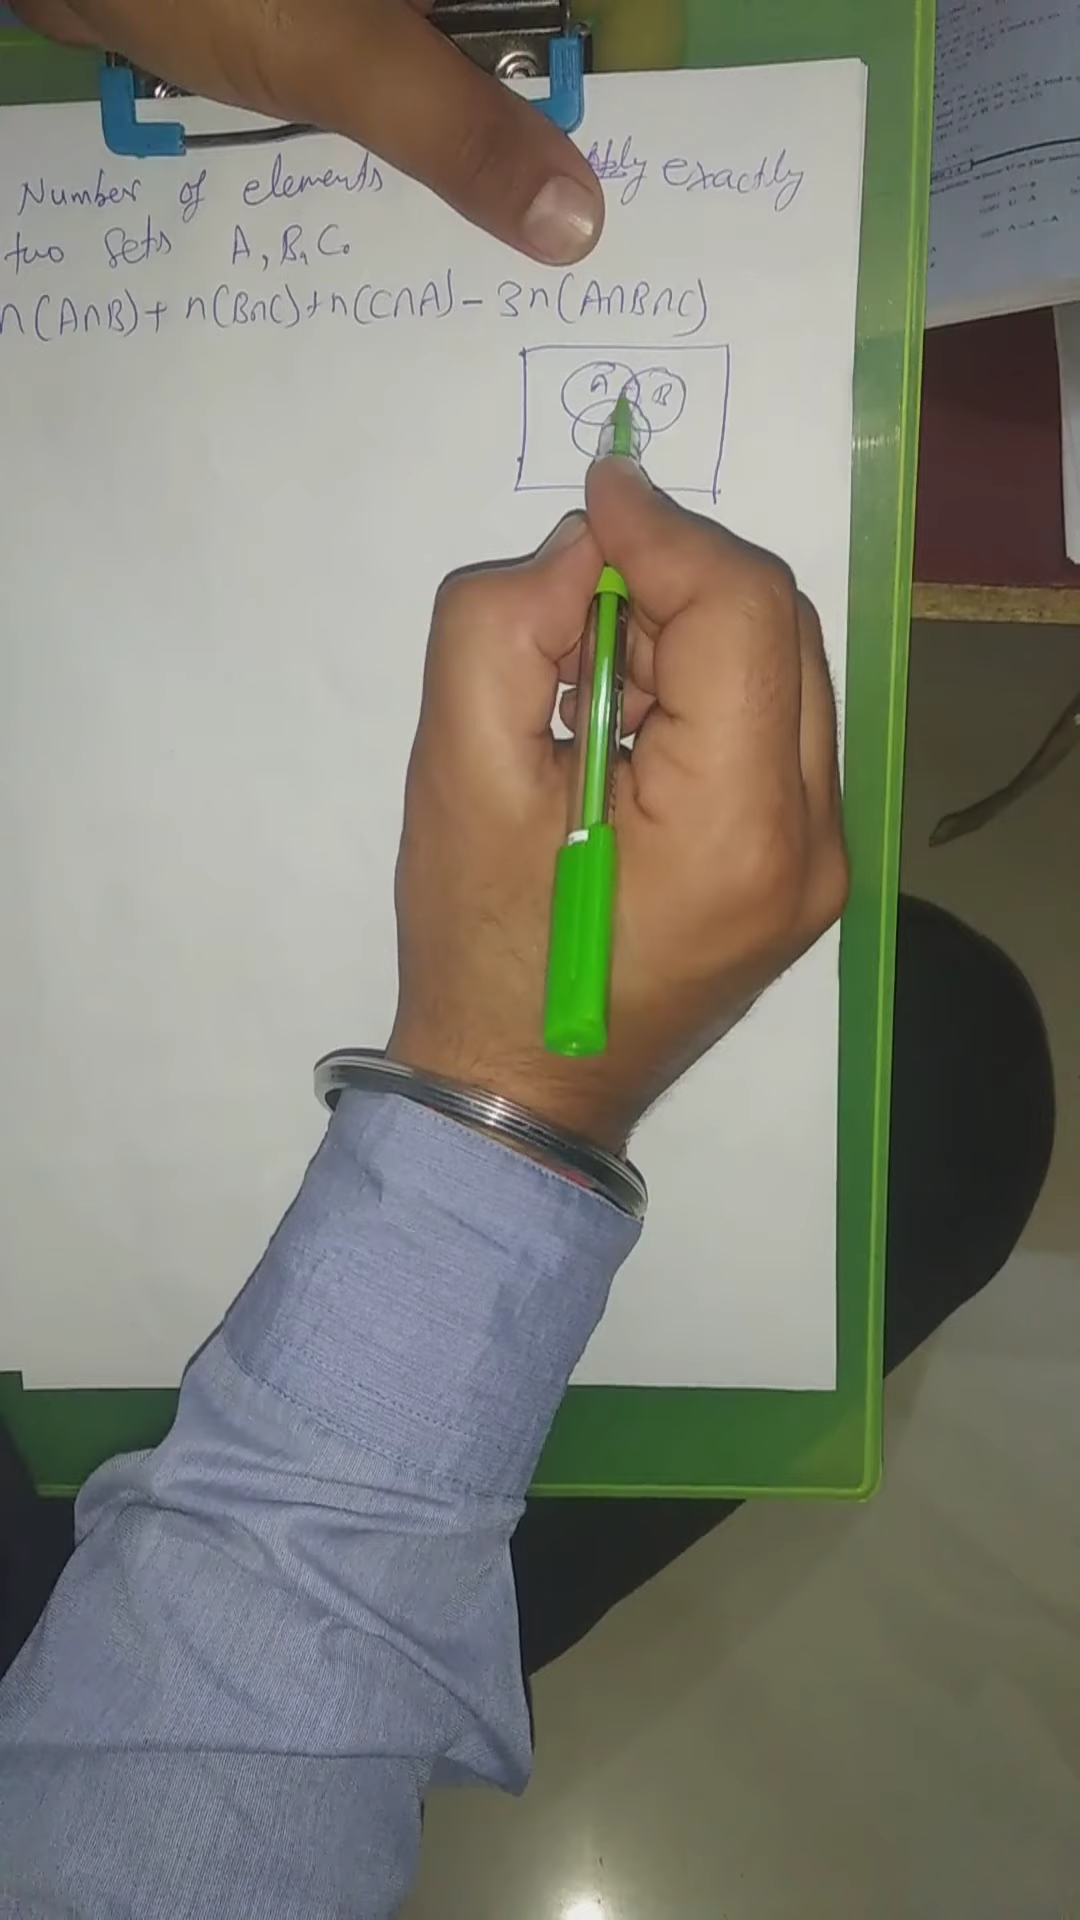 Number of elements exactly
two sets A, B, C.
n(A∩B)+ n(B∩C)+n(C∩A)- 3n(A∩B∩C)
A B